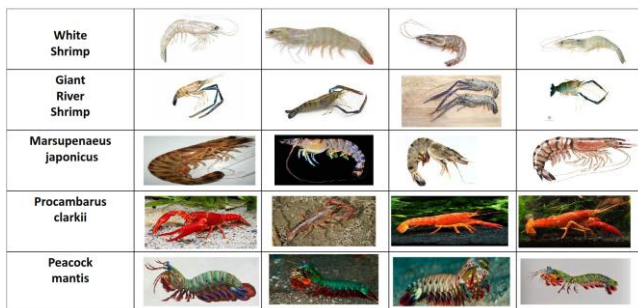 White
Shrimp
Giant
River
Shrimp
Marsupenaeus
japonicus
Procambarus
clarkii
Peacock
mantis